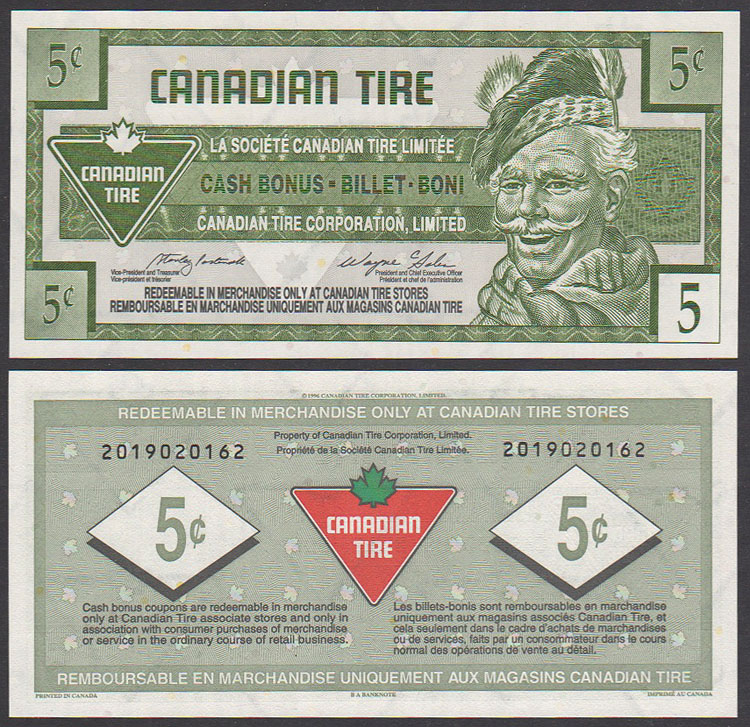 5¢
5¢
CANADIAN TIRE
LA SOCIÉTÉ CANADIAN TIRE LIMITÉE
CANADIAN
TIRE
CASH BONUS - BILLET - BONI
CANADIAN TIRE CORPORATION, LIMITED
Vice-President and Treasurer
Vice-président et trésorier
President and Chief Executive Officer
Président et chef de l'administration
5¢
5
REDEEMABLE IN MERCHANDISE ONLY AT CANADIAN TIRE STORES
REMBOURSABLE EN MARCHANDISE UNIQUEMENT AUX MAGASINS CANADIAN TIRE
© 1996 CANADIAN TIRE CORPORATION, LIMITED.
REDEEMABLE IN MERCHANDISE ONLY AT CANADIAN TIRE STORES
Property of Canadian Tire Corporation, Limited.
Propriété de la Société Canadian Tire Limitée.
2019020162
2019020162
5¢
CANADIAN
TIRE
5¢
Cash bonus coupons are redeemable in merchandise
only at Canadian Tire associate stores and only in
association with consumer purchases of merchandise
or service in the ordinary course of retail business.
Les billets-bonis sont remboursables en marchandise
uniquement aux magasins associés Canadian Tire, et
cela seulement dans le cadre d'achats de marchandises
ou de services, faits par un consommateur dans le cours
normal des opérations de vente au détail.
REMBOURSABLE EN MARCHANDISE UNIQUEMENT AUX MAGASINS CANADIAN TIRE
PRINTED IN CANADA
B A BANKNOTE
IMPRIMÉ AU CANADA